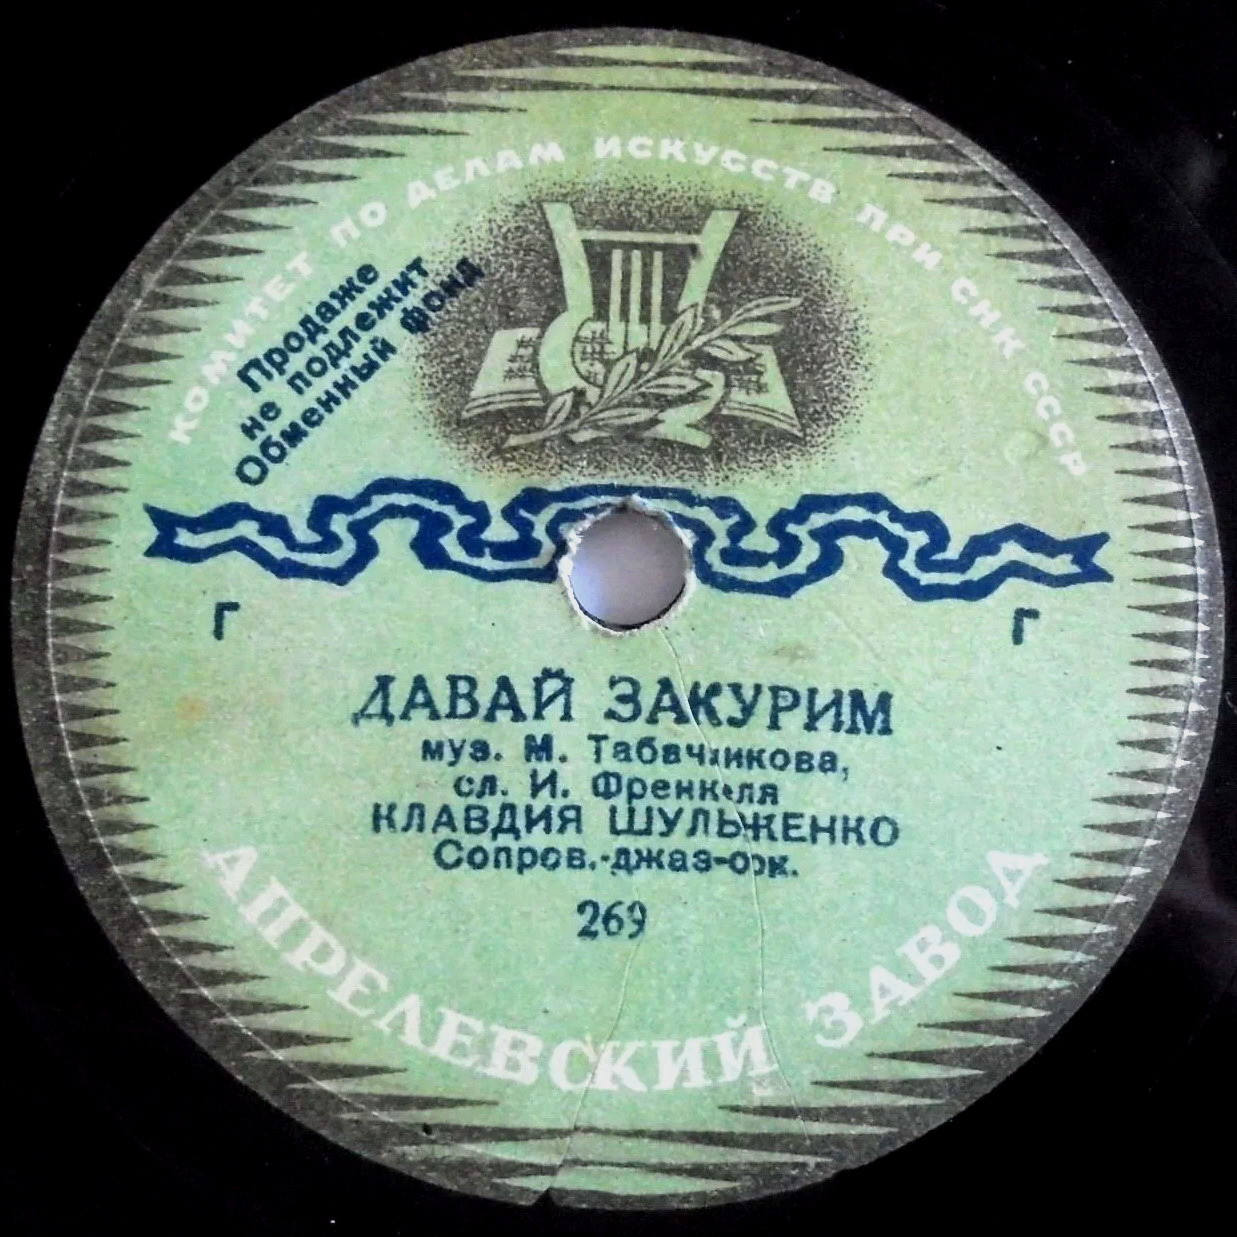 КОМИТЕТ ПО ДЕЛАМ ИСКУССТВ ПРИ СНК СССР
Продаже
не подлежит
Обменный фонд
Г Г
ДАВАЙ ЗАКУРИМ
муз. М. Табачникова,
сл. И. Френкеля
КЛАВДИЯ ШУЛЬЖЕНКО
Сопров.-джаз-орк.
269
АПРЕЛЕВСКИЙ ЗАВОД